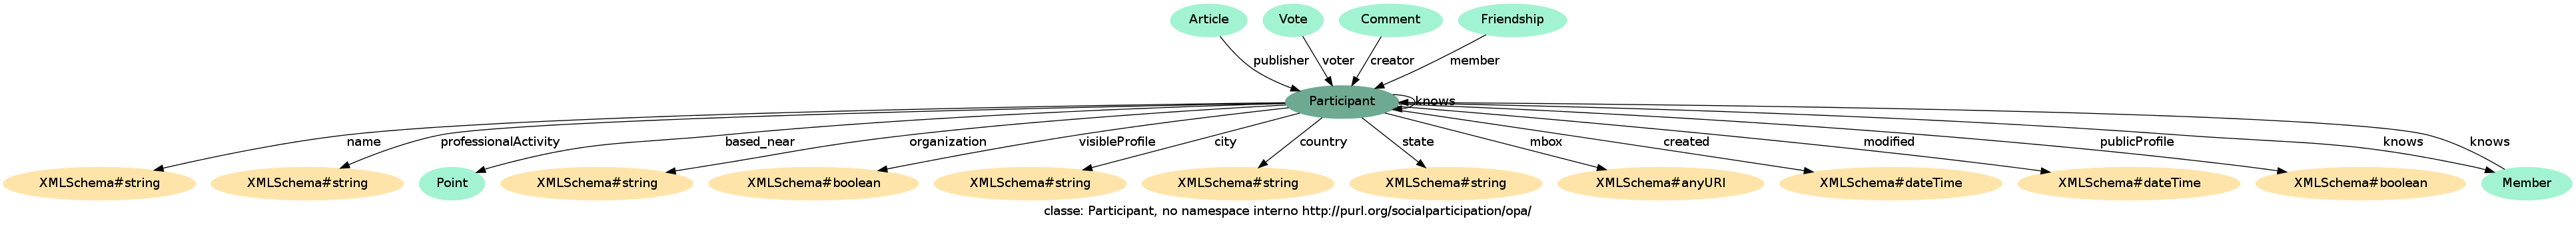 Article Vote Comment Friendship
publisher voter creator member
Participant knows
name professionalActivity based_near organization visibleProfile city country state mbox created modified publicProfile knows knows
XMLSchema#string XMLSchema#string Point XMLSchema#string XMLSchema#boolean XMLSchema#string XMLSchema#string XMLSchema#string XMLSchema#anyURI XMLSchema#dateTime XMLSchema#dateTime XMLSchema#boolean Member
classe: Participant, no namespace interno http://purl.org/socialparticipation/opa/